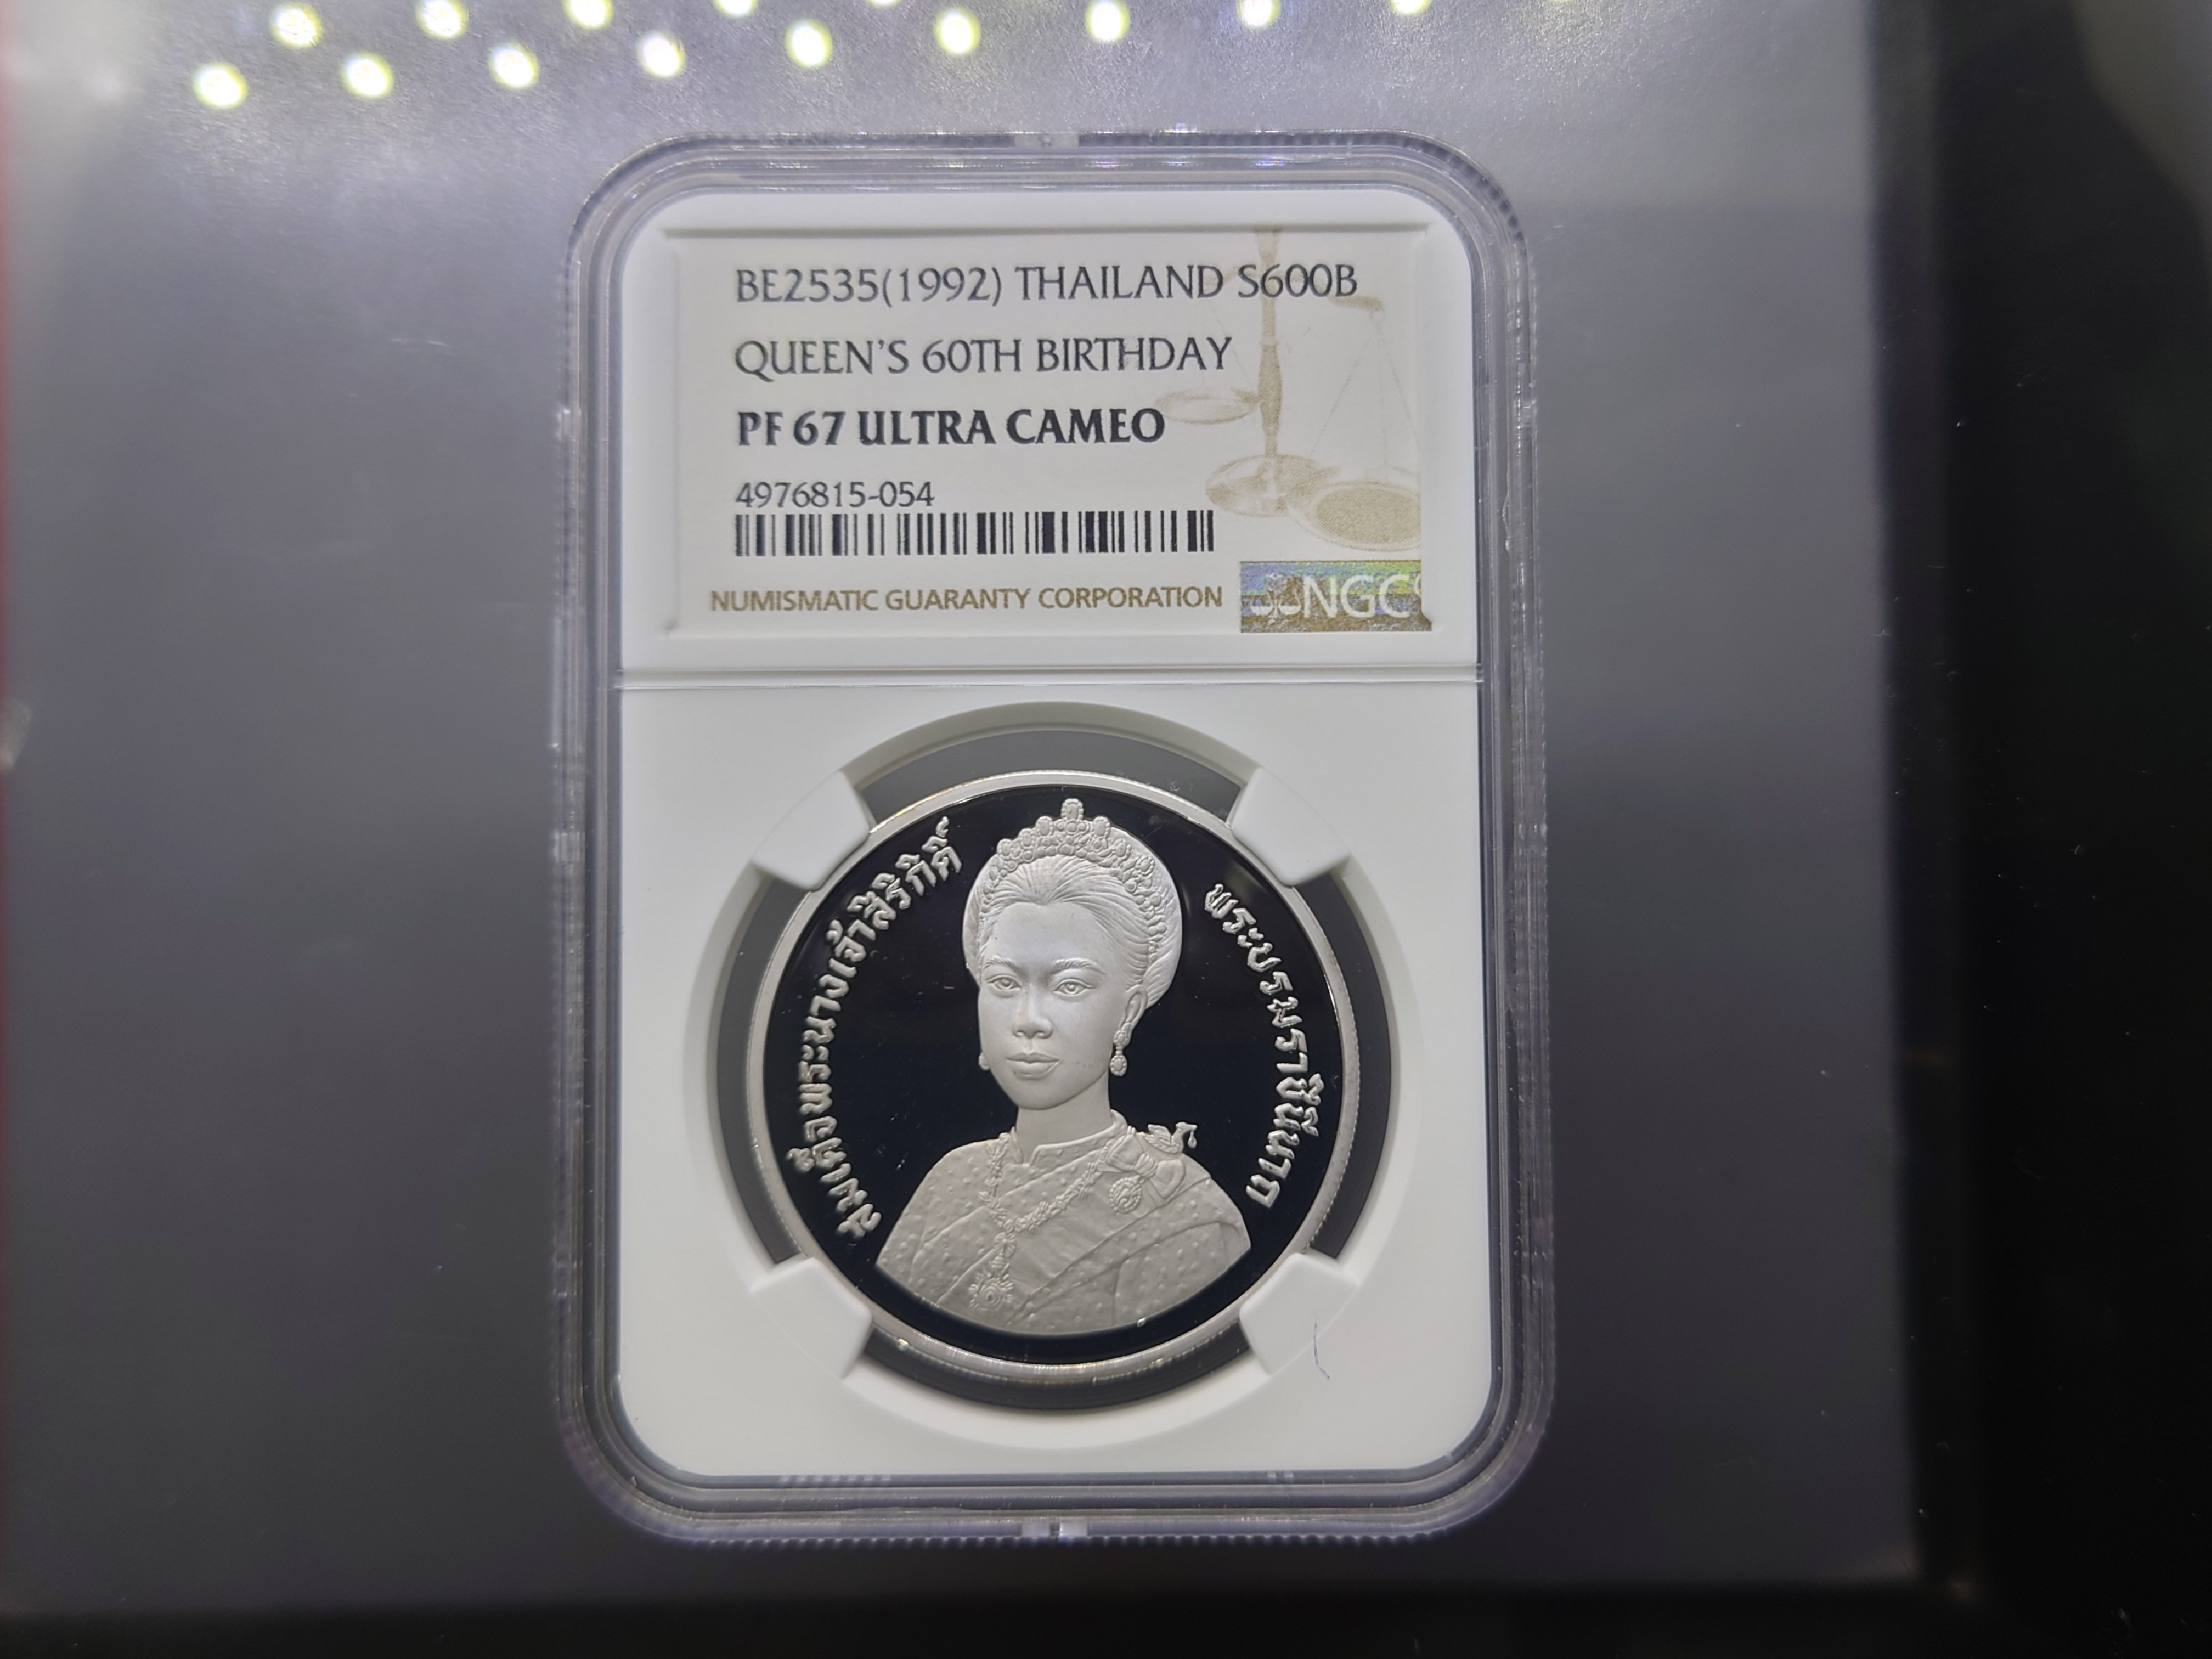 BE2535(1992) THAILAND S600B
QUEEN'S 60TH BIRTHDAY
PF 67 ULTRA CAMEO
4976815-054
NUMISMATIC GUARANTY CORPORATION
NGC
สมเด็จพระนางเจ้าสิริกิติ์
พระบรมราชินีนาถ